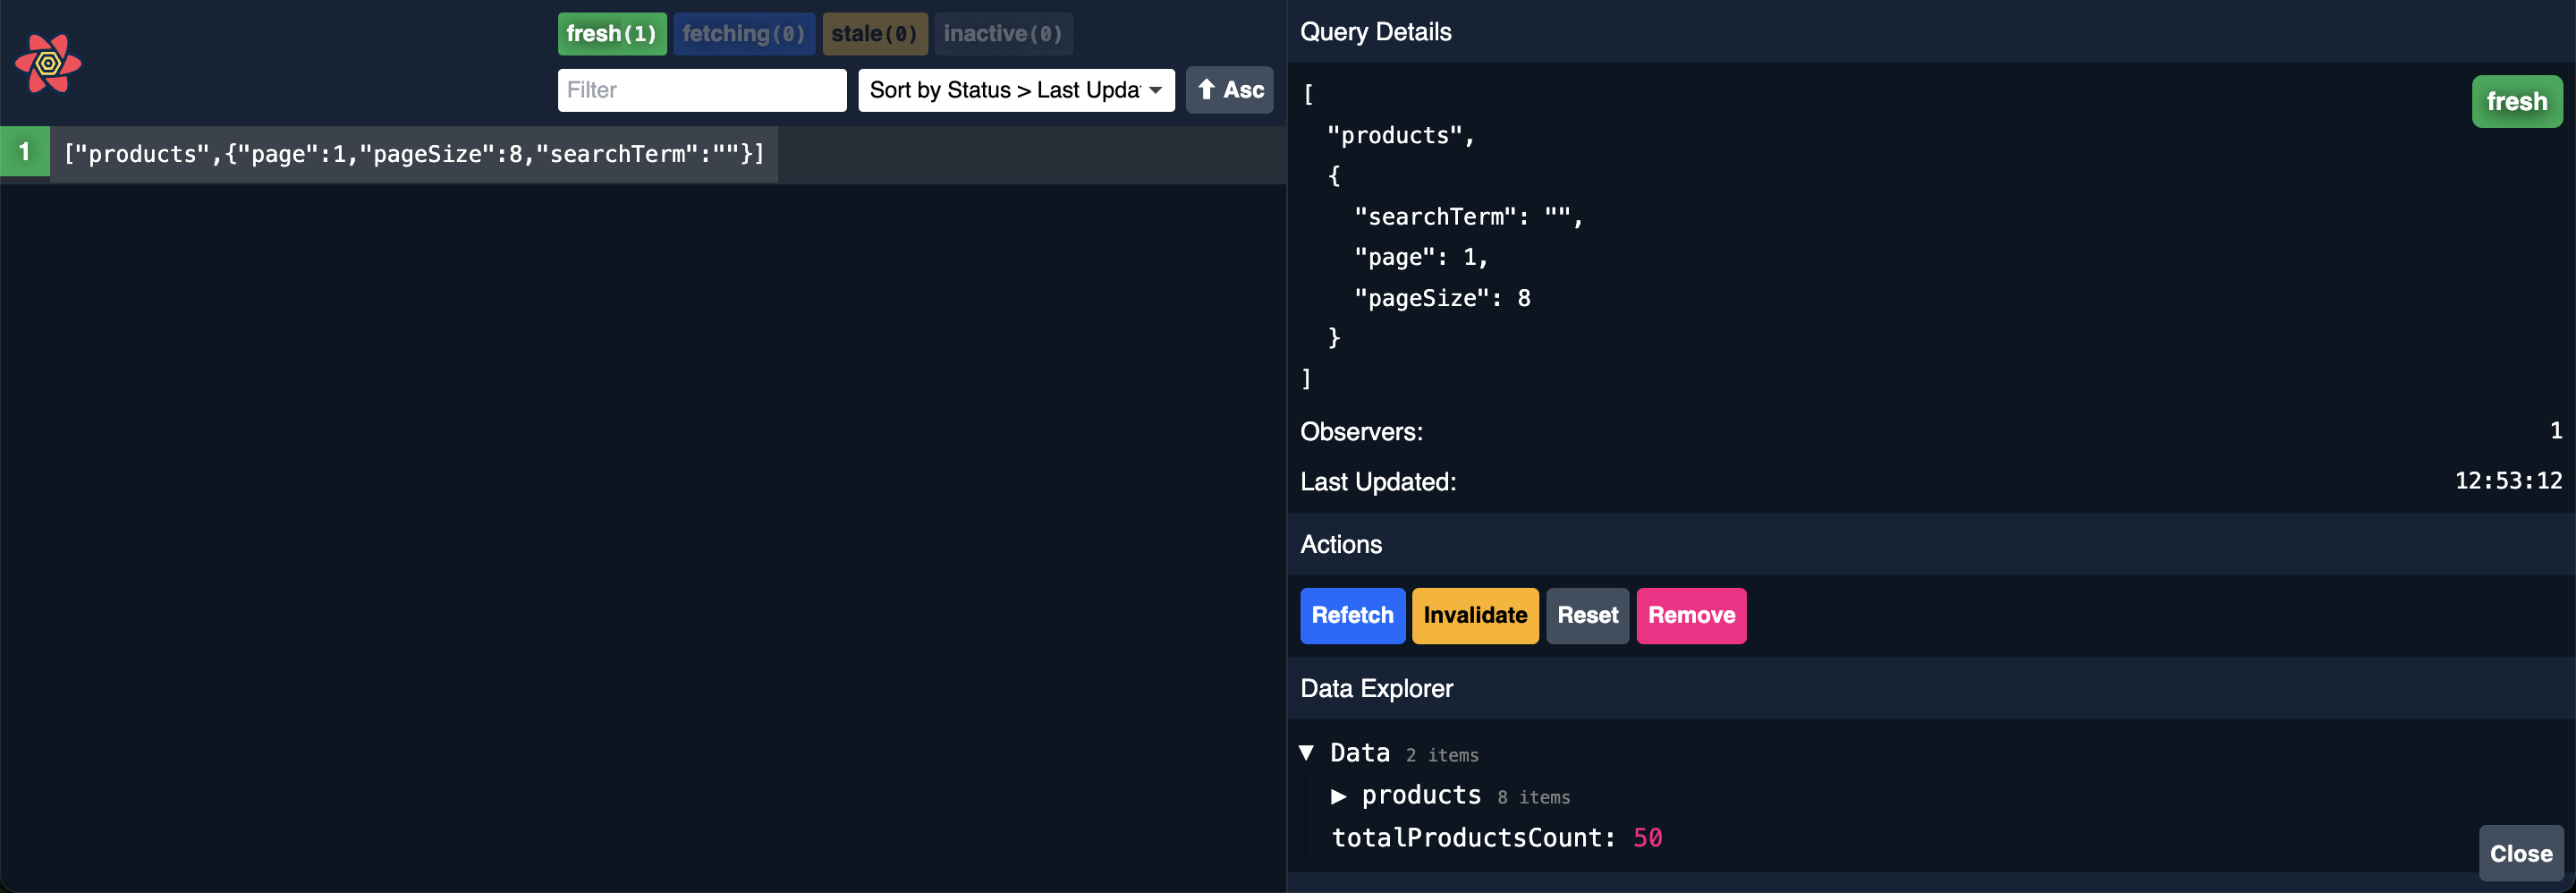 fresh(1) fetching(0) stale(0) inactive(0)
Filter Sort by Status > Last Upda Asc
1 ["products",{"page":1,"pageSize":8,"searchTerm":""}]
Query Details
[
"products",
{
"searchTerm": "",
"page": 1,
"pageSize": 8
}
]
fresh
Observers: 1
Last Updated: 12:53:12
Actions
Refetch Invalidate Reset Remove
Data Explorer
▼ Data 2 items
▶ products 8 items
totalProductsCount: 50
Close